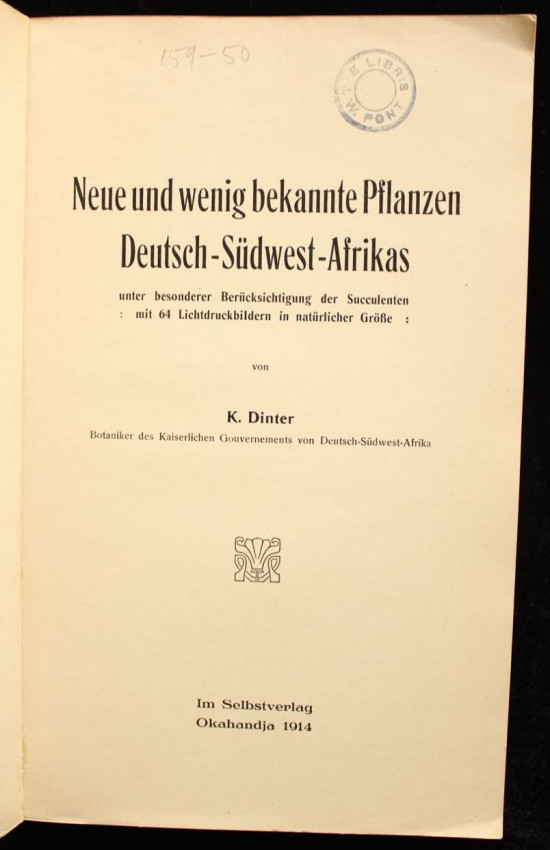 159-50
EX LIBRIS
W. PONT
Neue und wenig bekannte Pflanzen
Deutsch-Südwest-Afrikas
unter besonderer Berücksichtigung der Succulenten
: mit 64 Lichtdruckbildern in natürlicher Größe :
von
K. Dinter
Botaniker des Kaiserlichen Gouvernements von Deutsch-Südwest-Afrika
Im Selbstverlag
Okahandja 1914